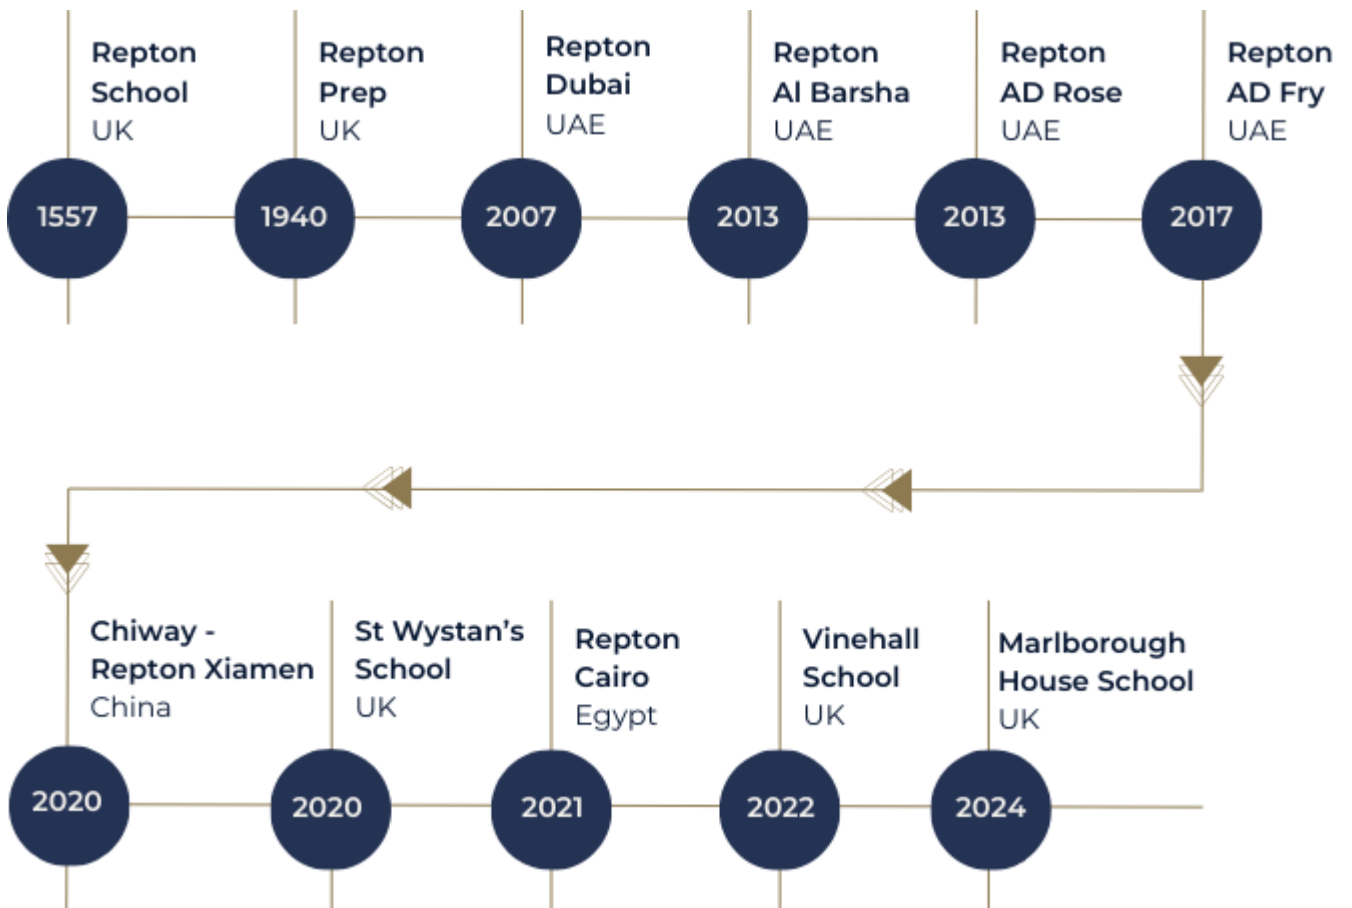 Repton
School
UK
1557
Repton
Prep
UK
1940
Repton
Dubai
UAE
2007
Repton
Al Barsha
UAE
2013
Repton
AD Rose
UAE
2013
Repton
AD Fry
UAE
2017
Chiway -
Repton Xiamen
China
2020
St Wystan’s
School
UK
2020
Repton
Cairo
Egypt
2021
Vinehall
School
UK
2022
Marlborough
House School
UK
2024